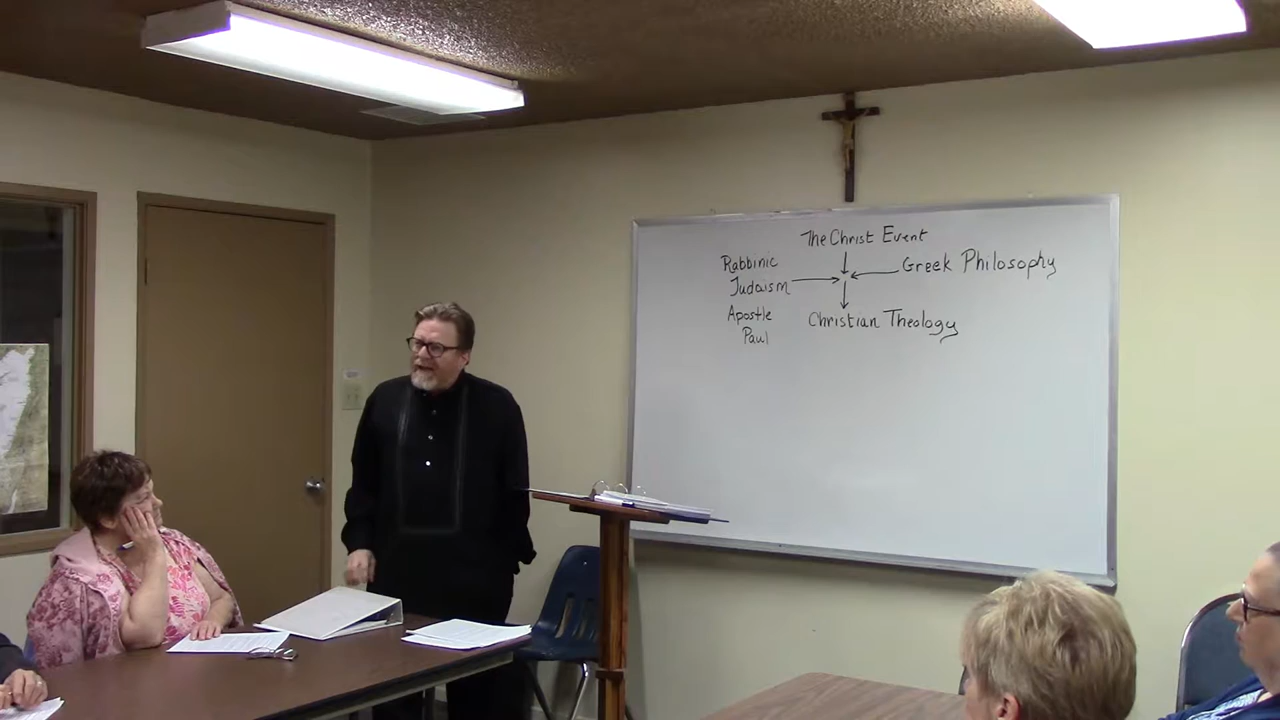 The Christ Event
Rabbinic
Judaism
Greek Philosophy
Apostle
Paul
Christian Theology